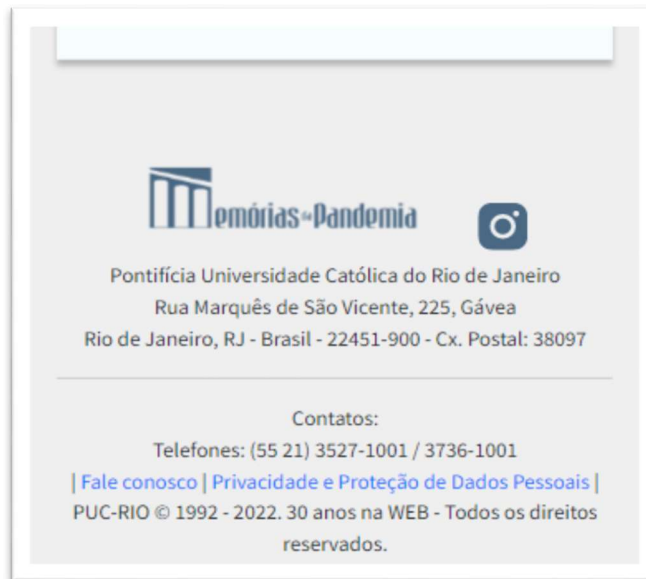 Memórias da Pandemia
Pontifícia Universidade Católica do Rio de Janeiro
Rua Marquês de São Vicente, 225, Gávea
Rio de Janeiro, RJ - Brasil - 22451-900 - Cx. Postal: 38097
Contatos:
Telefones: (55 21) 3527-1001 / 3736-1001
| Fale conosco | Privacidade e Proteção de Dados Pessoais |
PUC-RIO © 1992 - 2022. 30 anos na WEB - Todos os direitos
reservados.